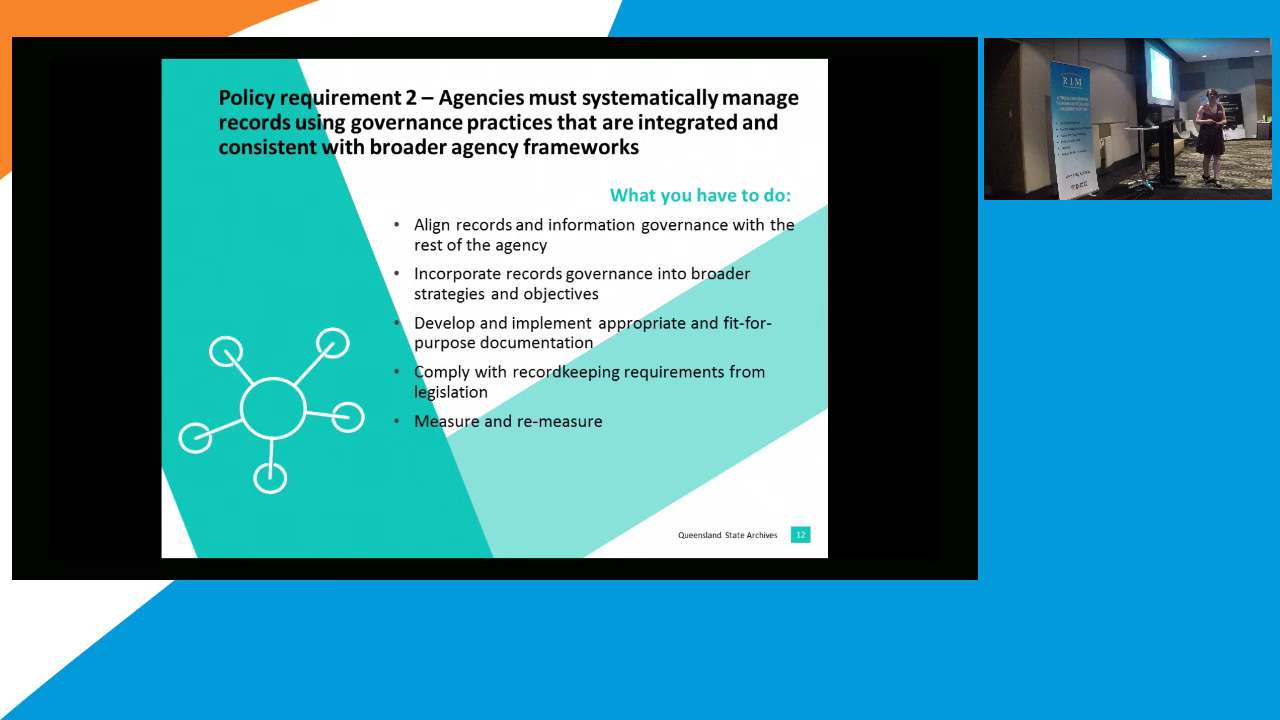 Policy requirement 2 – Agencies must systematically manage
records using governance practices that are integrated and
consistent with broader agency frameworks
What you have to do:
• Align records and information governance with the
rest of the agency
• Incorporate records governance into broader
strategies and objectives
• Develop and implement appropriate and fit-for-
purpose documentation
• Comply with recordkeeping requirements from
legislation
• Measure and re-measure
Queensland State Archives 12
RIM